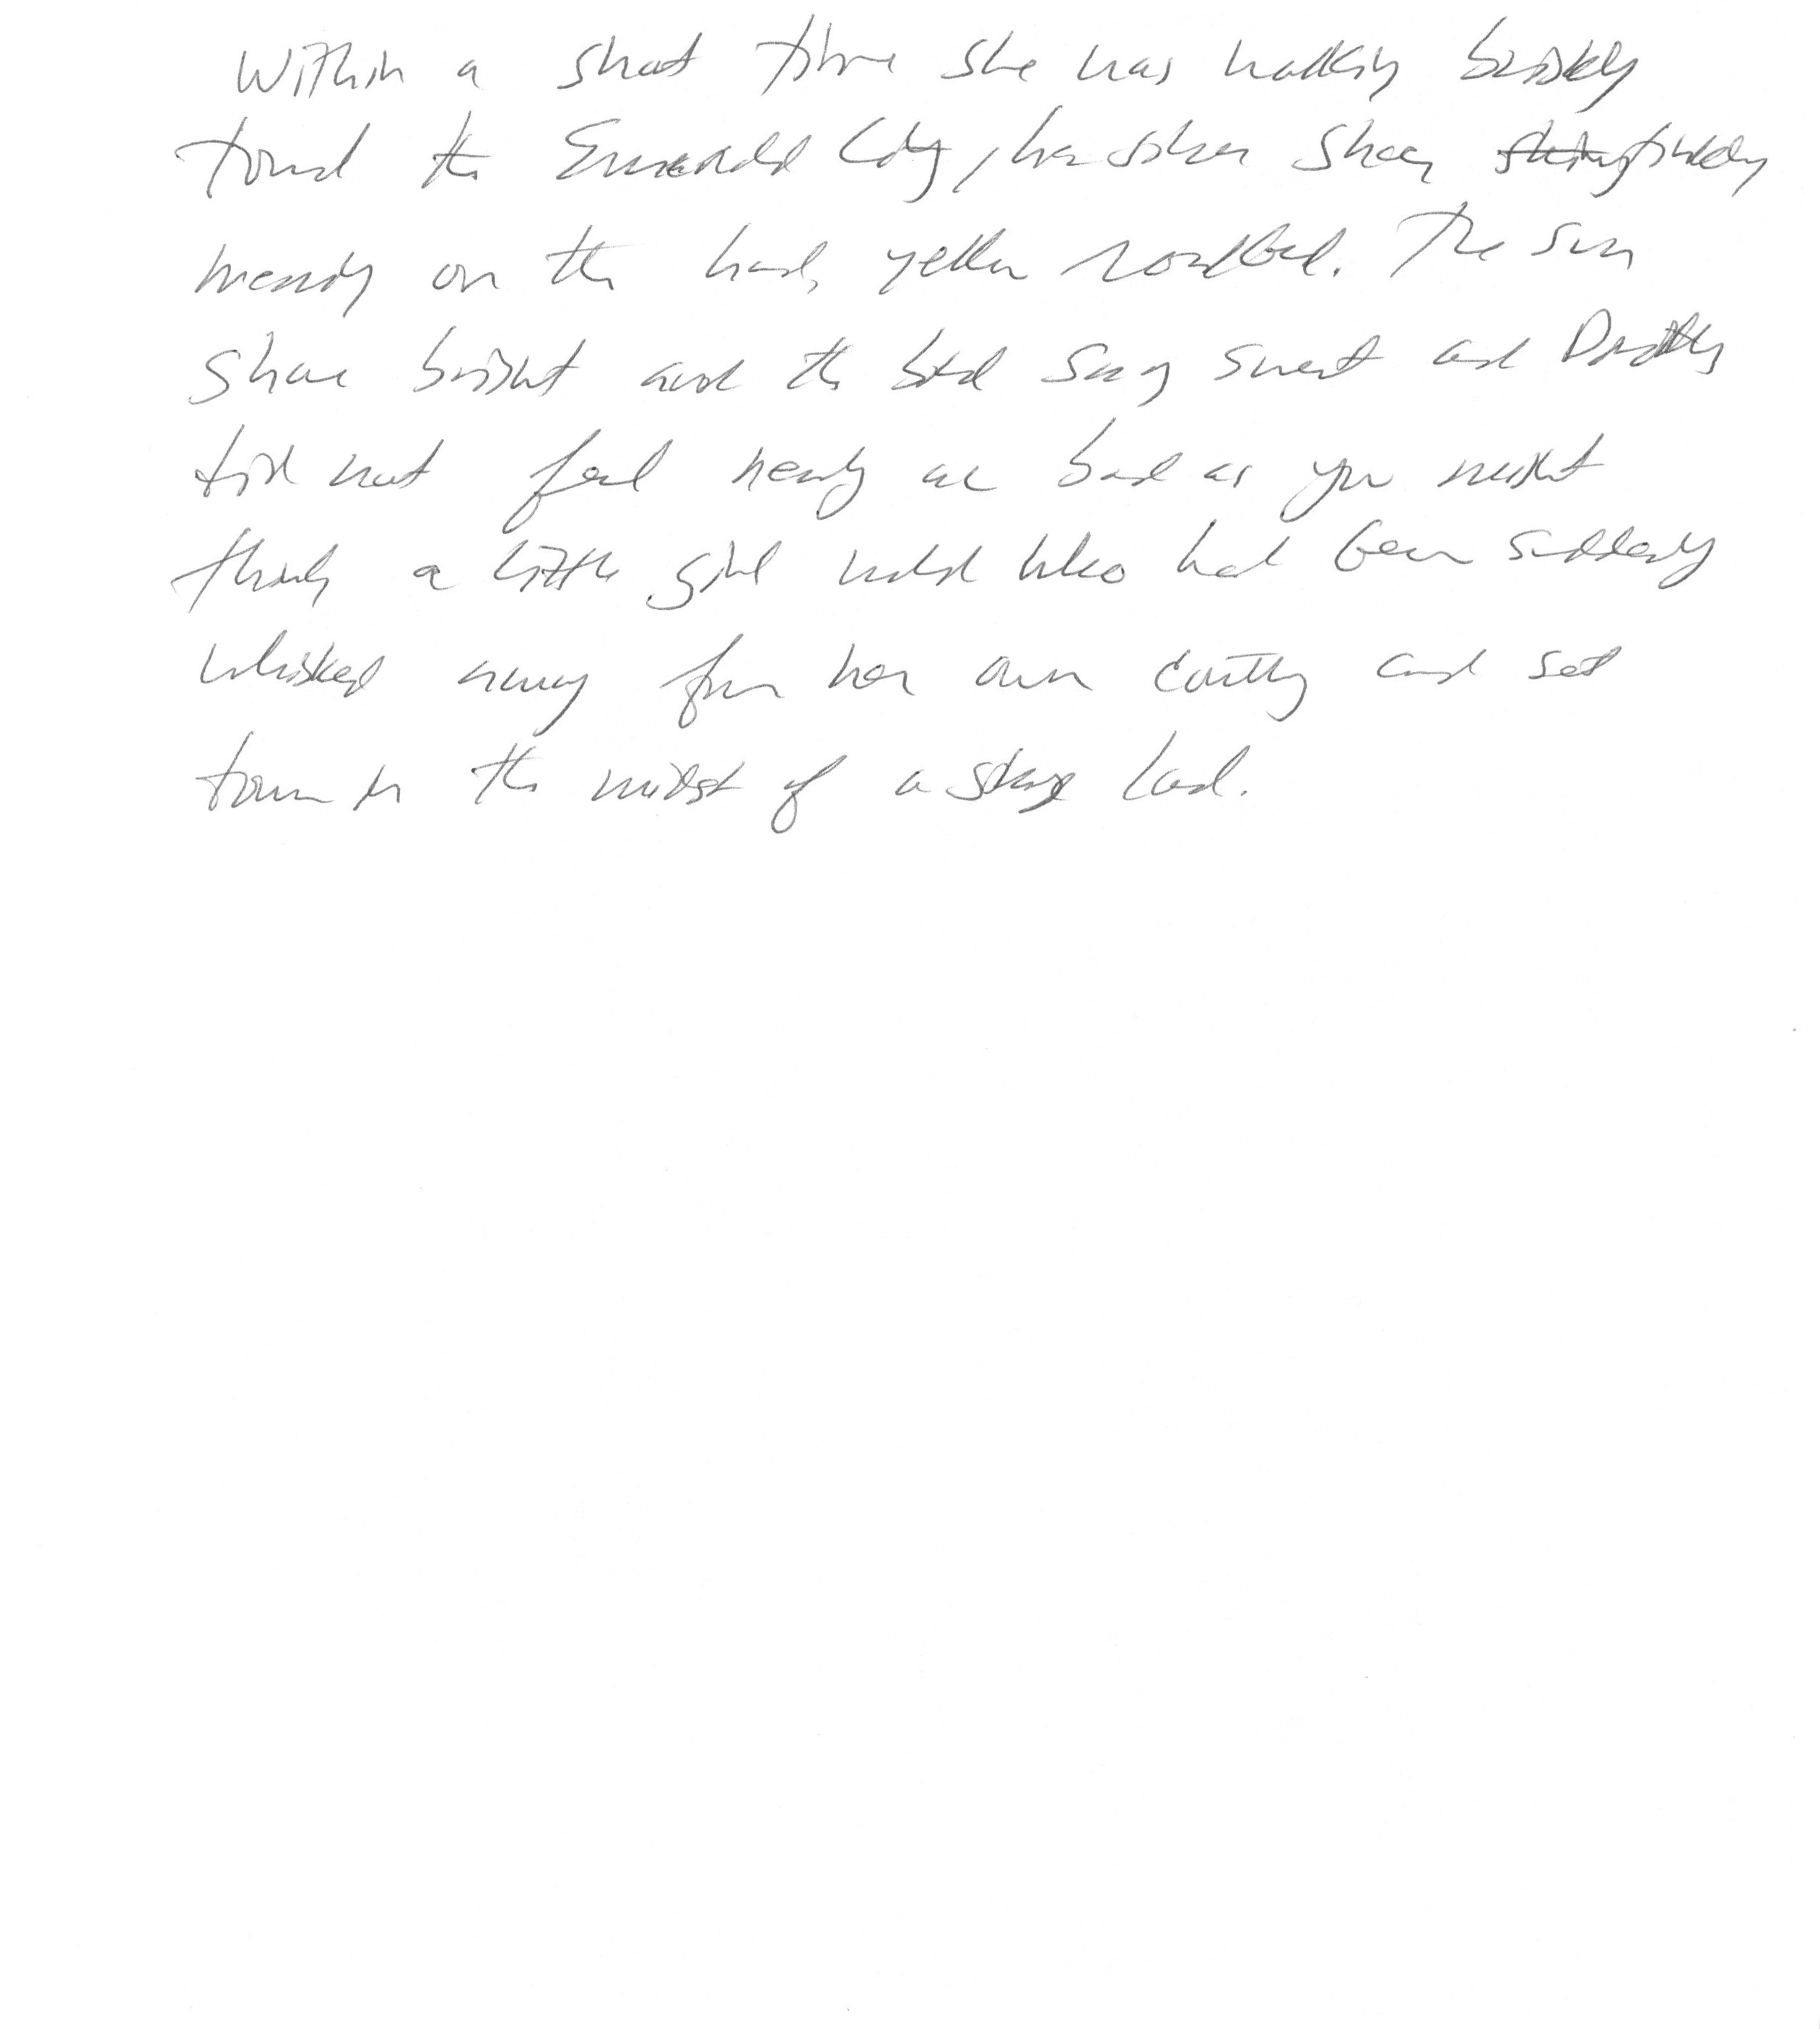 Within a short time she was walking briskly
toward the Emerald City, her silver shoes tinkling
merrily on the hard, yellow roadbed. The sun
shone bright and the birds sang sweet and Dorothy
did not feel nearly as bad as you might
think a little girl would who had been suddenly
whisked away from her own country and set
down in the midst of a strange land.